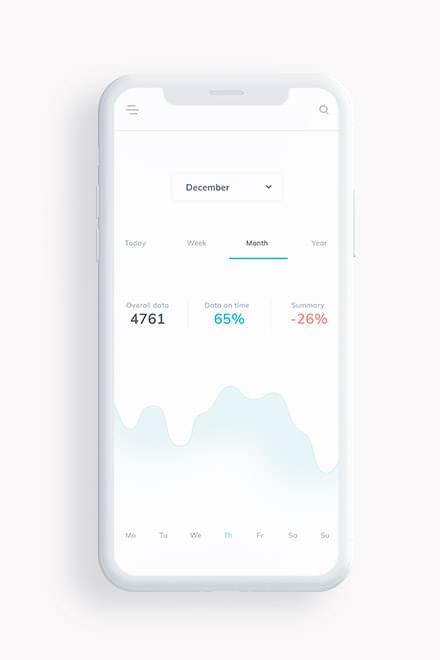 December
Today Week Month Year
Overall data Data on time Summary
4761 65% -26%
Mo Tu We Th Fr Sa Su